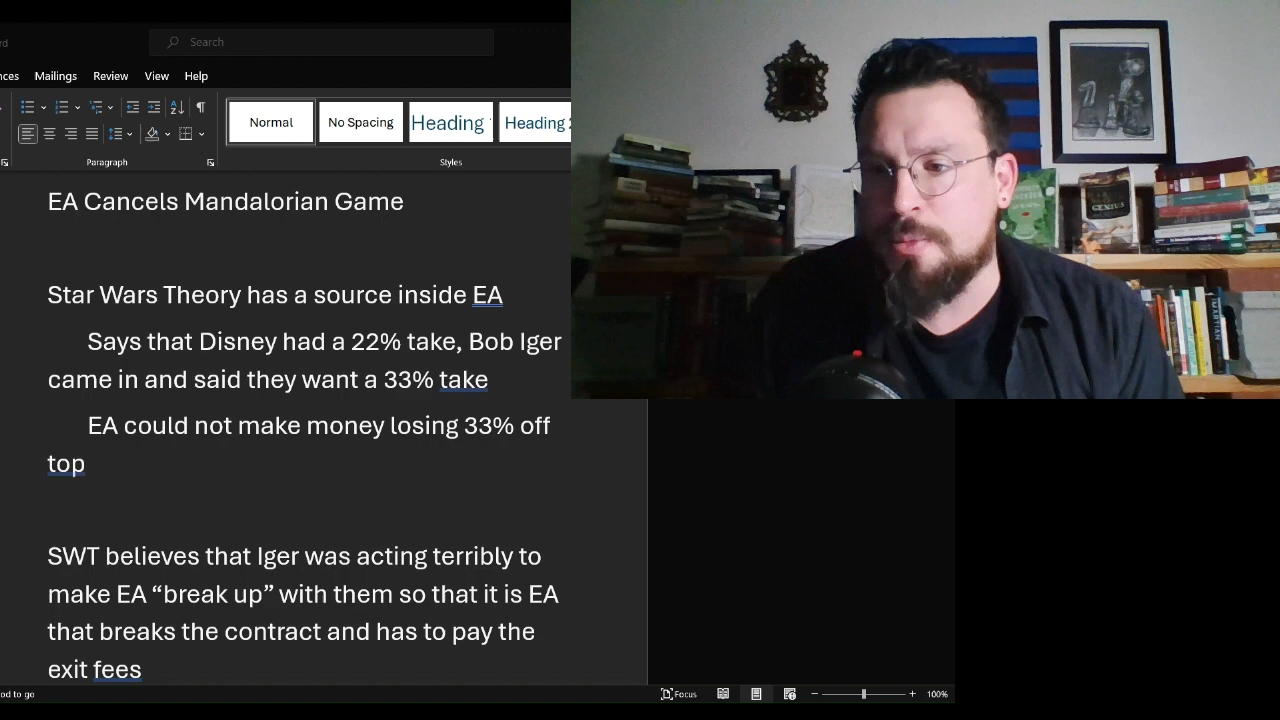 Search
Mailings
Review
View
Help
Normal
No Spacing
Heading
Heading
Paragraph
Styles
EA Cancels Mandalorian Game
Star Wars Theory has a source inside EA
Says that Disney had a 22% take, Bob Iger
came in and said they want a 33% take
EA could not make money losing 33% off
top
SWT believes that Iger was acting terribly to
make EA “break up” with them so that it is EA
that breaks the contract and has to pay the
exit fees
to go
Focus
100%
GENIUS
MARTIAN